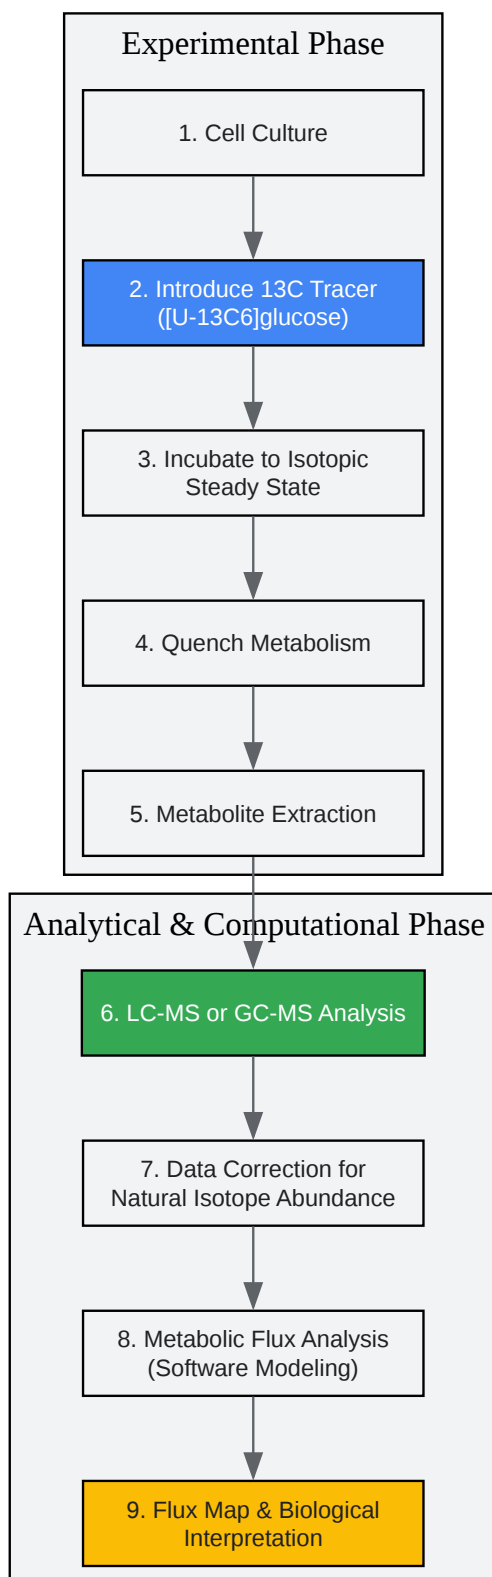 Experimental Phase
1. Cell Culture
2. Introduce 13C Tracer
([U-13C6]glucose)
3. Incubate to Isotopic
Steady State
4. Quench Metabolism
5. Metabolite Extraction
Analytical & Computational Phase
6. LC-MS or GC-MS Analysis
7. Data Correction for
Natural Isotope Abundance
8. Metabolic Flux Analysis
(Software Modeling)
9. Flux Map & Biological
Interpretation